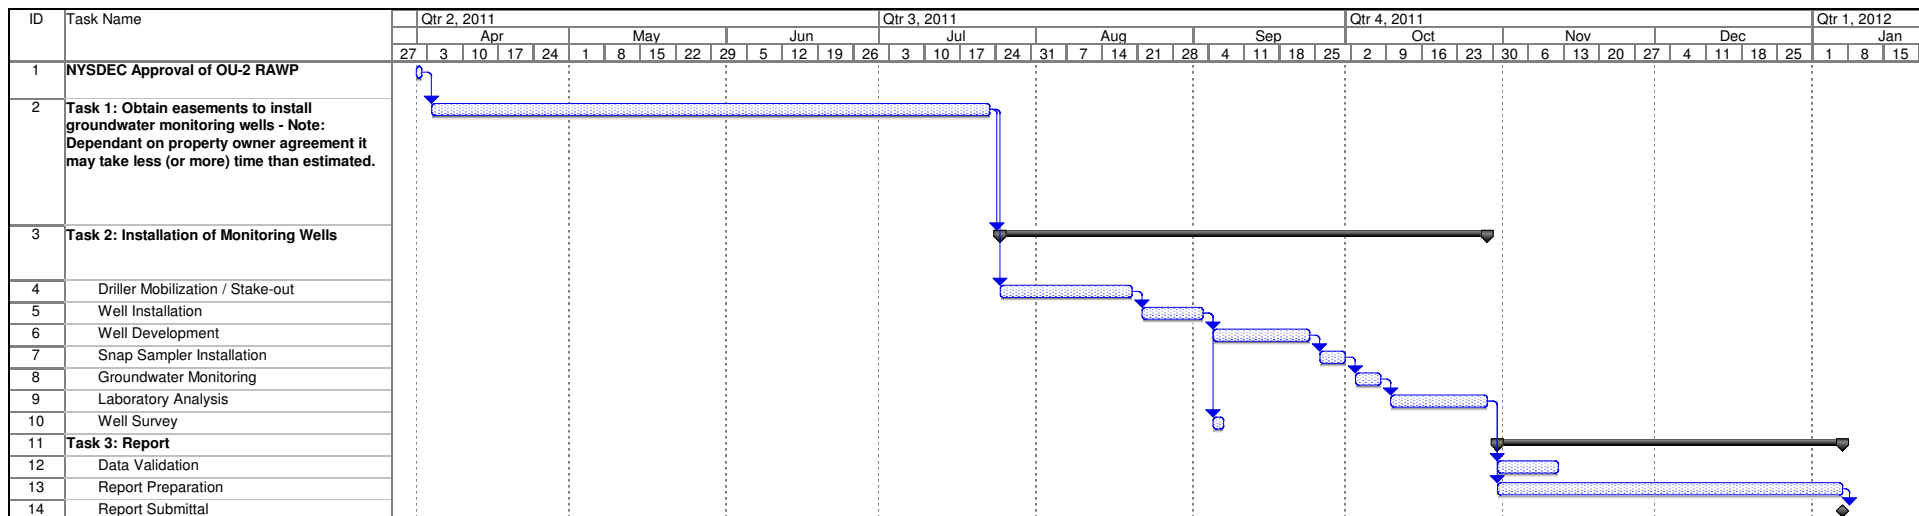 ID Task Name Qtr 2, 2011 Qtr 3, 2011 Qtr 4, 2011 Qtr 1, 2012
Apr May Jun Jul Aug Sep Oct Nov Dec Jan
27 3 10 17 24 1 8 15 22 29 5 12 19 26 3 10 17 24 31 7 14 21 28 4 11 18 25 2 9 16 23 30 6 13 20 27 4 11 18 25 1 8 15
1 NYSDEC Approval of OU-2 RAWP
2 Task 1: Obtain easements to install
groundwater monitoring wells - Note:
Dependant on property owner agreement it
may take less (or more) time than estimated.
3 Task 2: Installation of Monitoring Wells
4 Driller Mobilization / Stake-out
5 Well Installation
6 Well Development
7 Snap Sampler Installation
8 Groundwater Monitoring
9 Laboratory Analysis
10 Well Survey
11 Task 3: Report
12 Data Validation
13 Report Preparation
14 Report Submittal